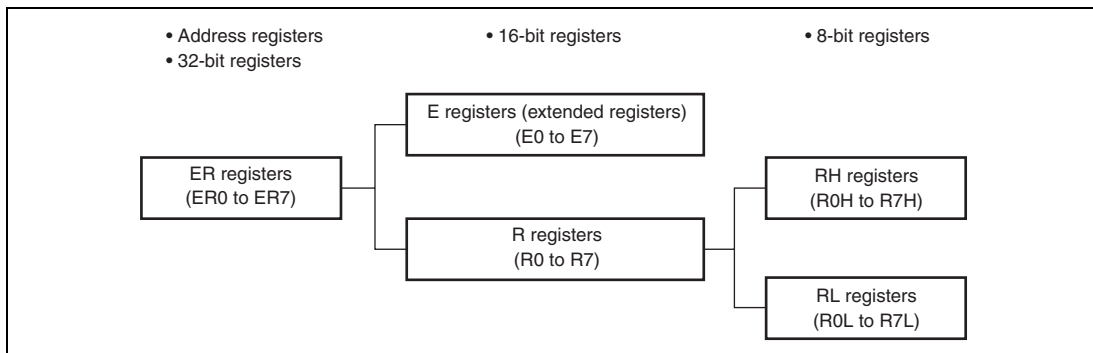 • Address registers
• 32-bit registers
• 16-bit registers
• 8-bit registers
E registers (extended registers)
(E0 to E7)
ER registers
(ER0 to ER7)
RH registers
(R0H to R7H)
R registers
(R0 to R7)
RL registers
(R0L to R7L)